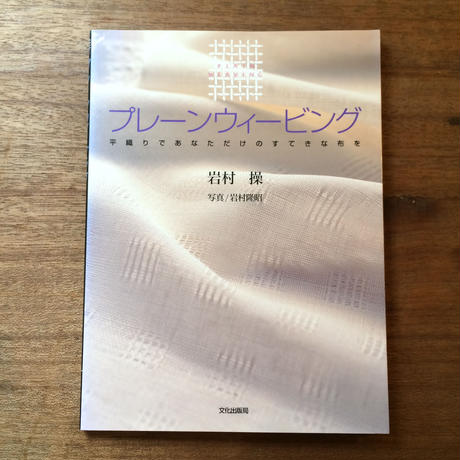 PLAIN
WEAVING
プレーンウィービング
平織りであなただけのすてきな布を
岩村 操
写真/岩村隆昭
文化出版局